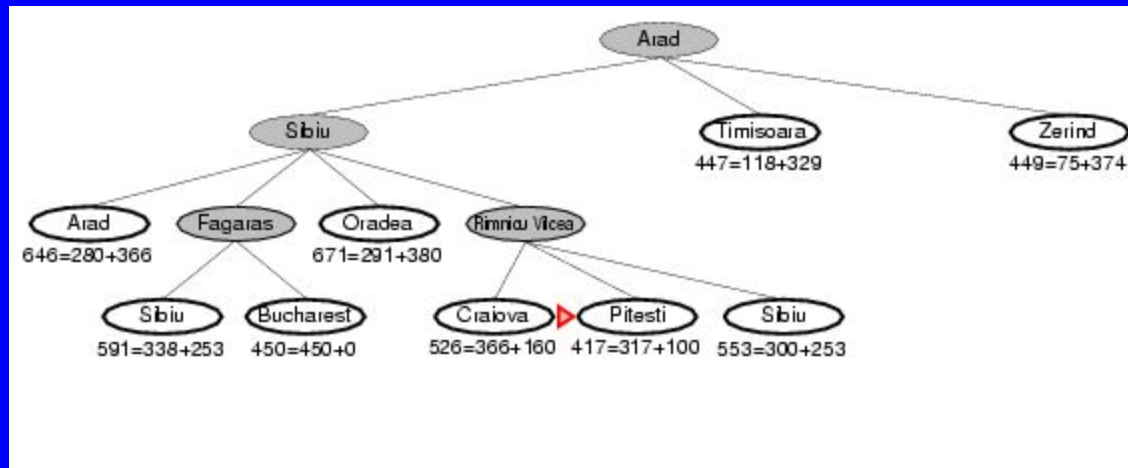 Arad
Sibiu
Timisoara
Zerind
447=118+329
449=75+374
Arad
Fagaras
Oradea
Rimnicu Vilcea
646=280+366
671=291+380
Sibiu
Bucharest
Craiova
Pitesti
Sibiu
591=338+253
450=450+0
526=366+160
417=317+100
553=300+253